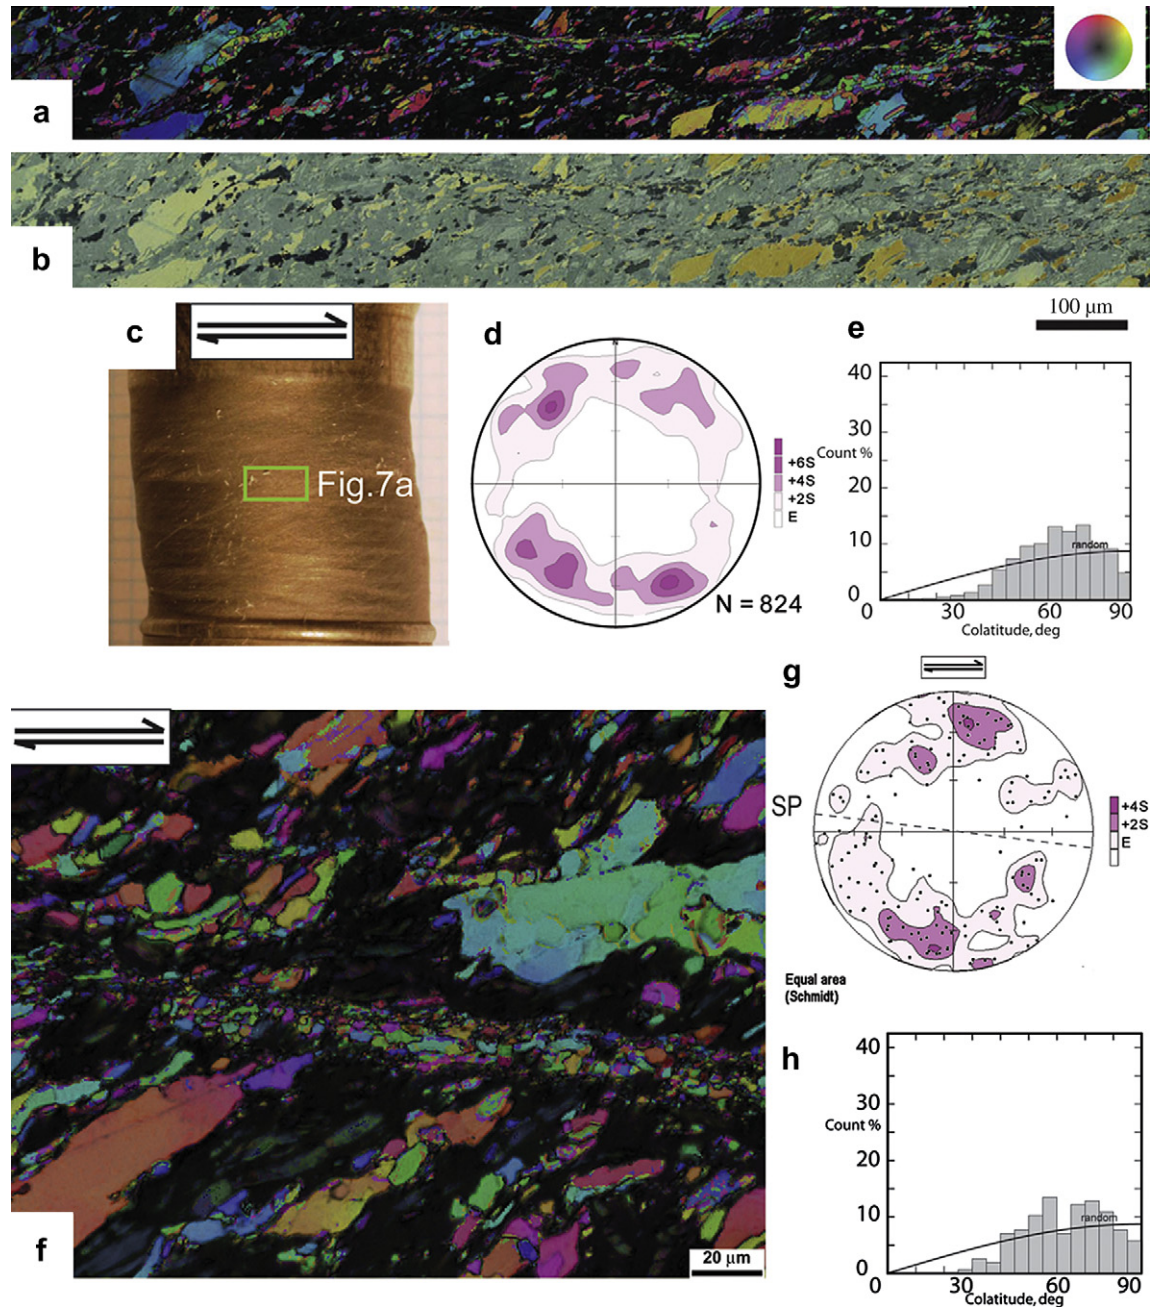 a
b
100 μm
c
Fig.7a
d
N
+6S
+4S
+2S
E
N = 824
e
40
30
Count %
20
10
random
0
30
60
90
Colatitude, deg
f
20 μm
g
SP
+4S
+2S
E
Equal area
(Schmidt)
h
40
30
Count %
20
10
random
0
0
30
60
90
Colatitude, deg